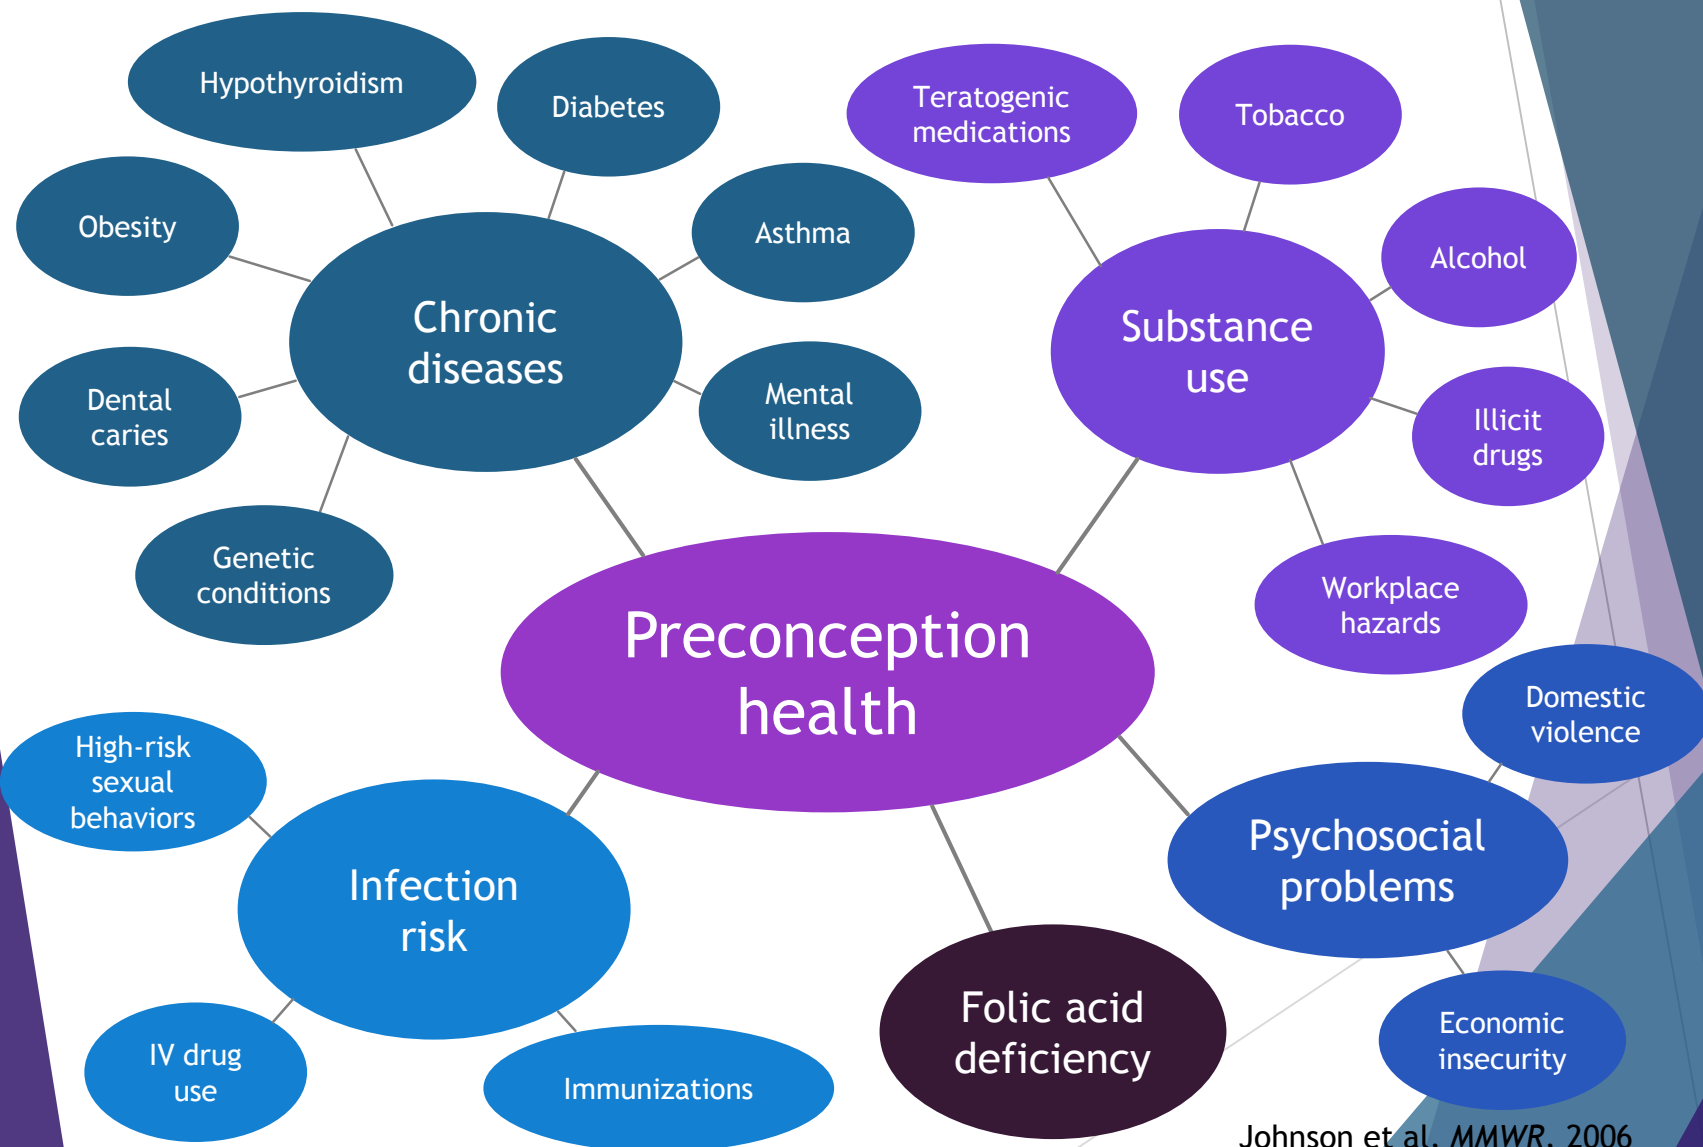 Hypothyroidism
Diabetes
Obesity
Asthma
Chronic
diseases
Dental
caries
Mental
illness
Genetic
conditions
Teratogenic
medications
Tobacco
Alcohol
Substance
use
Illicit
drugs
Workplace
hazards
Preconception
health
High-risk
sexual
behaviors
Infection
risk
IV drug
use
Immunizations
Folic acid
deficiency
Domestic
violence
Psychosocial
problems
Economic
insecurity
Johnson et al. MMWR. 2006